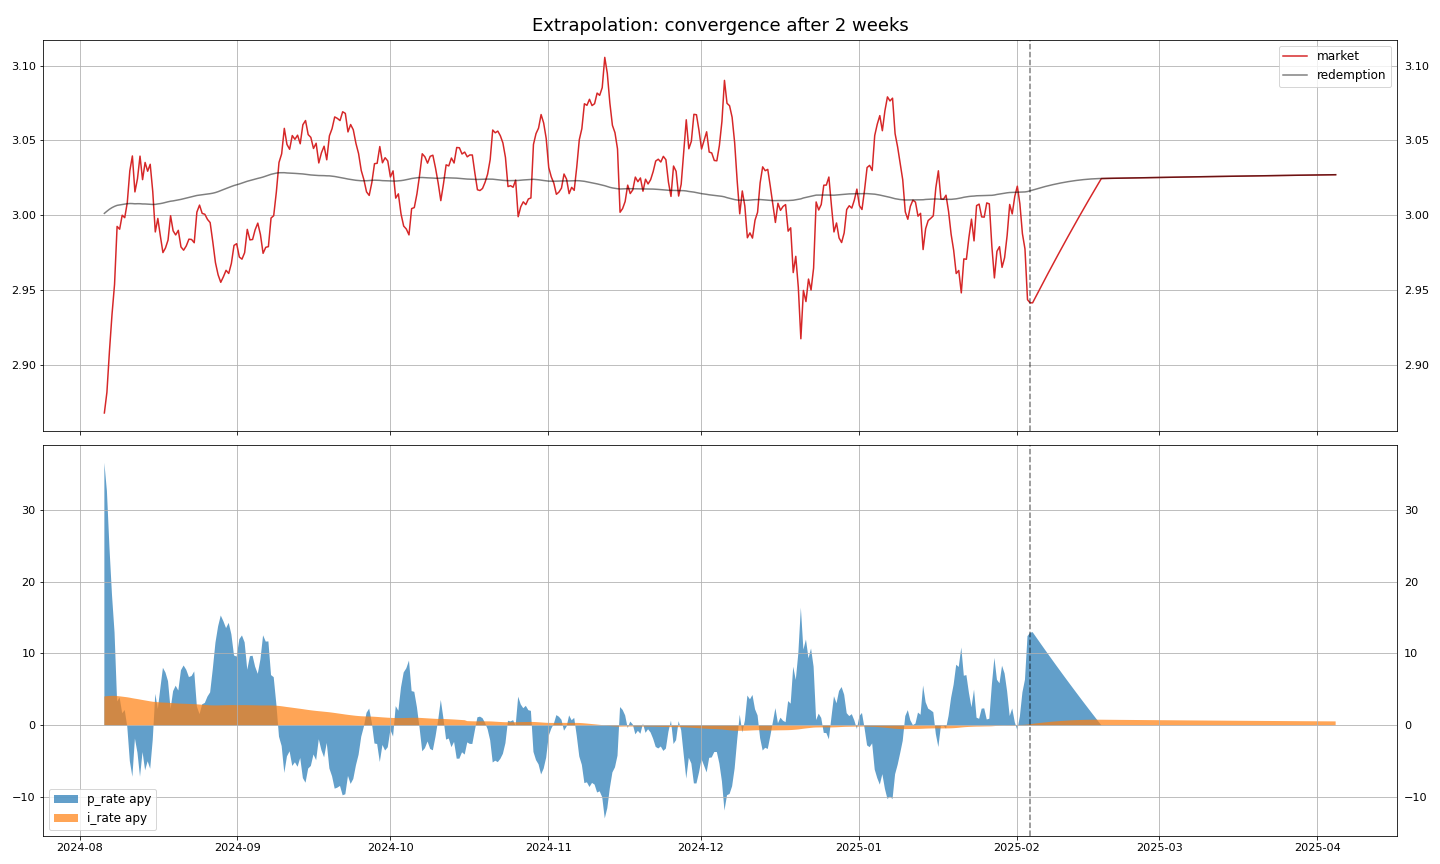 Extrapolation: convergence after 2 weeks
market
redemption
3.10 3.10
3.05 3.05
3.00 3.00
2.95 2.95
2.90 2.90
30 30
20 20
10 10
0 0
−10 −10
p_rate apy
i_rate apy
2024-08 2024-09 2024-10 2024-11 2024-12 2025-01 2025-02 2025-03 2025-04